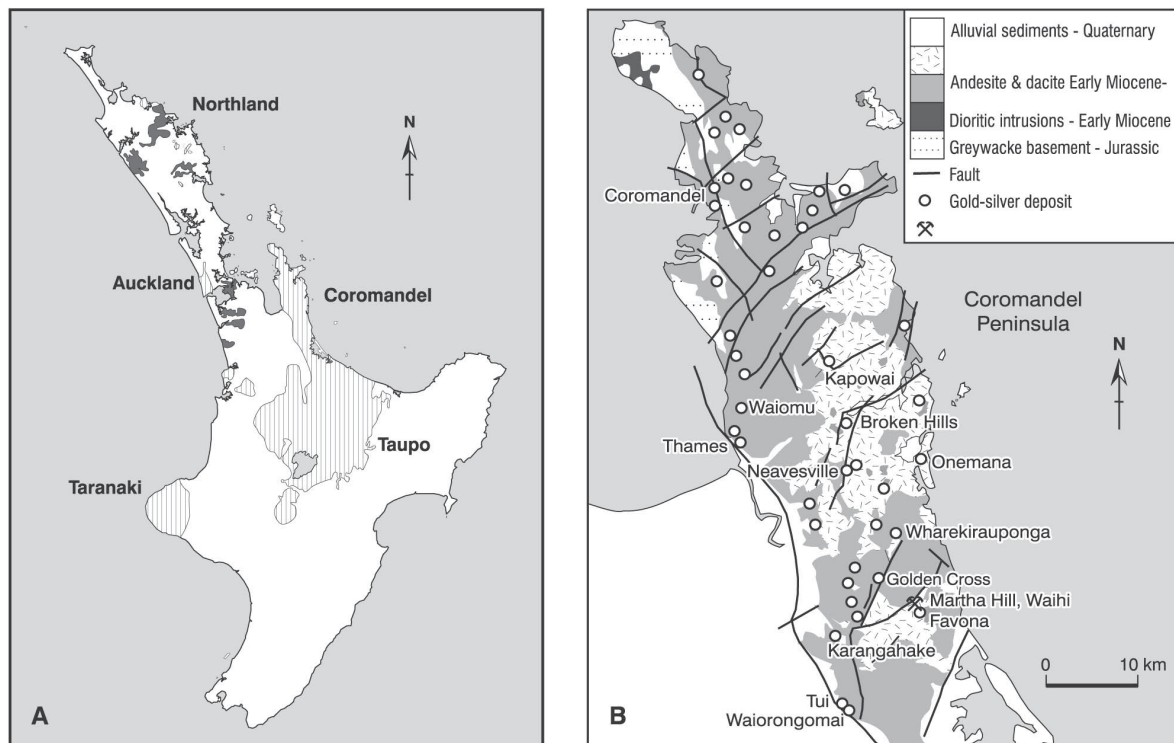 Northland
N
Auckland
Coromandel
Taupo
Taranaki
A
Alluvial sediments - Quaternary
Andesite & dacite Early Miocene-
Dioritic intrusions - Early Miocene
Greywacke basement - Jurassic
Fault
Gold-silver deposit
Coromandel
Coromandel
Peninsula
N
Kapowai
Waiomu
Broken Hills
Thames
Neavesville
Onemana
Wharekirauponga
Golden Cross
Martha Hill, Waihi
Favona
Karangahake
0 10 km
Tui
Waiorongomai
B